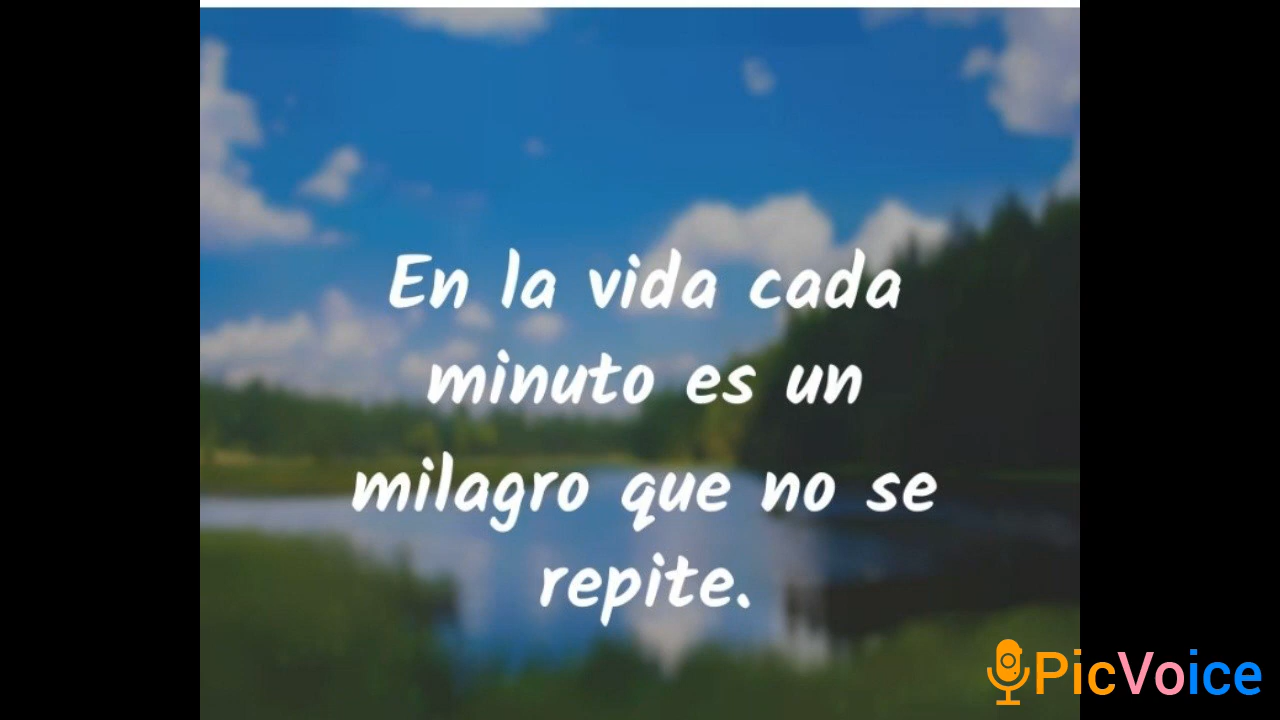 En la vida cada
minuto es un
milagro que no se
repite.
PicVoice